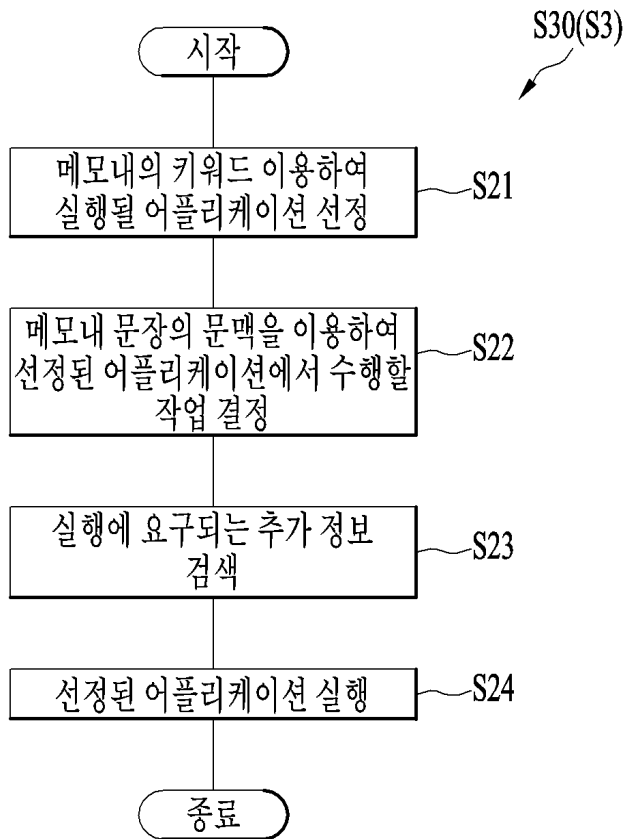 S30(S3)
시작
메모내의 키워드 이용하여
실행될 어플리케이션 선정
S21
메모내 문장의 문맥을 이용하여
선정된 어플리케이션에서 수행할
작업 결정
S22
실행에 요구되는 추가 정보
검색
S23
선정된 어플리케이션 실행
S24
종료